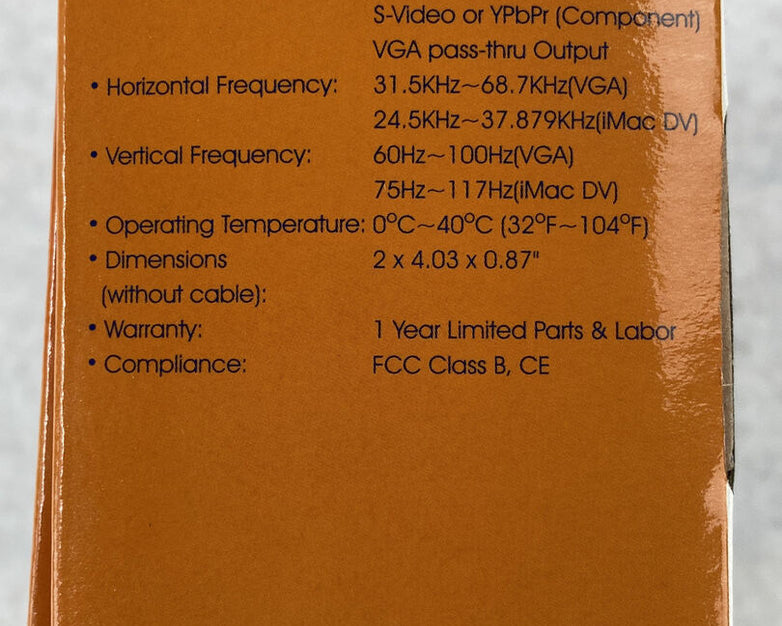 S-Video or YPbPr (Component)
VGA pass-thru Output
• Horizontal Frequency: 31.5KHz~68.7KHz(VGA)
24.5KHz~37.879KHz(iMac DV)
• Vertical Frequency: 60Hz~100Hz(VGA)
75Hz~117Hz(iMac DV)
• Operating Temperature: 0°C~40°C (32°F~104°F)
• Dimensions 2 x 4.03 x 0.87"
(without cable):
• Warranty: 1 Year Limited Parts & Labor
• Compliance: FCC Class B, CE